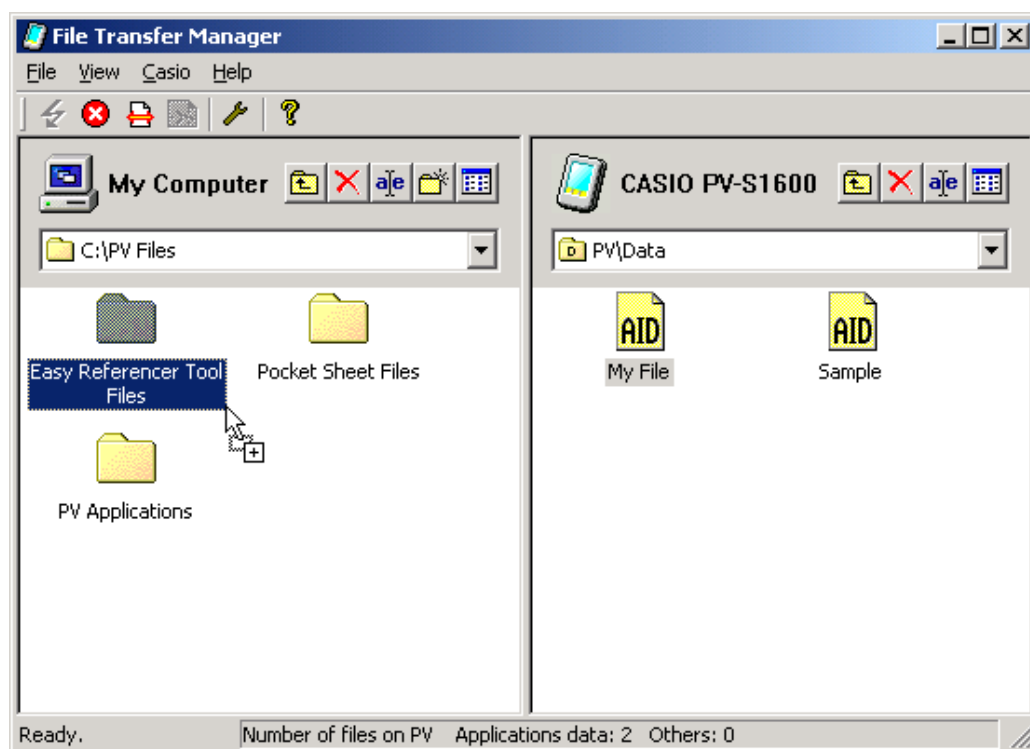 File Transfer Manager
File View Casio Help
My Computer
aje
C:\PV Files
Easy Referencer Tool
Files
Pocket Sheet Files
PV Applications
CASIO PV-S1600
aje
D PV\Data
AID
My File
AID
Sample
Ready.
Number of files on PV Applications data: 2 Others: 0